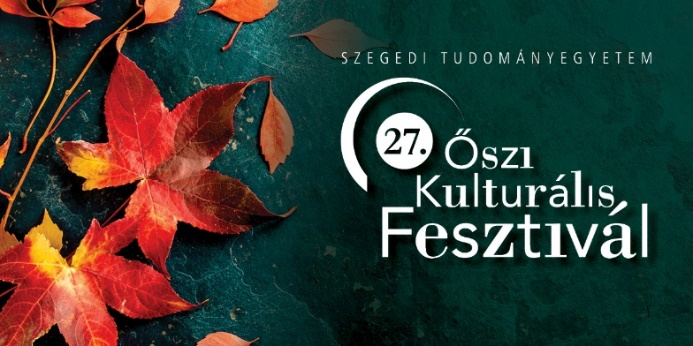 SZEGEDI TUDOMÁNYEGYETEM
27. Őszi
Kulturális
Fesztivál